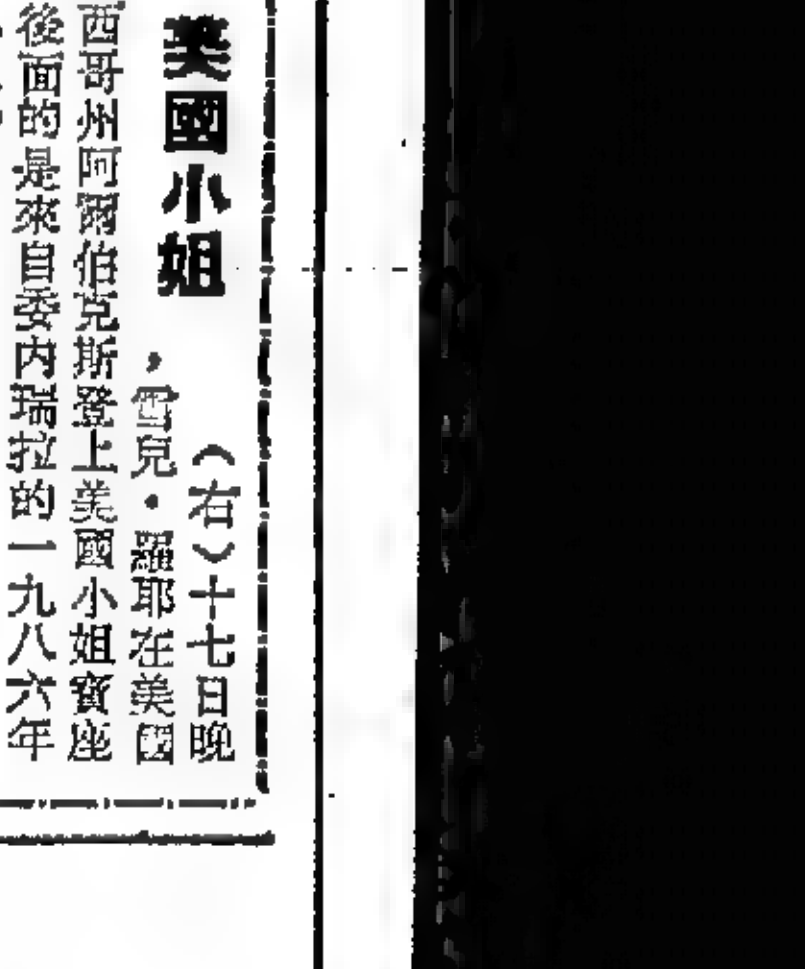 美國小姐
（右）十七日晚
，雪兒・羅耶在美國
西哥州阿爾伯克斯登上美國小姐寶座
後面的是來自委內瑞拉的一九八六年